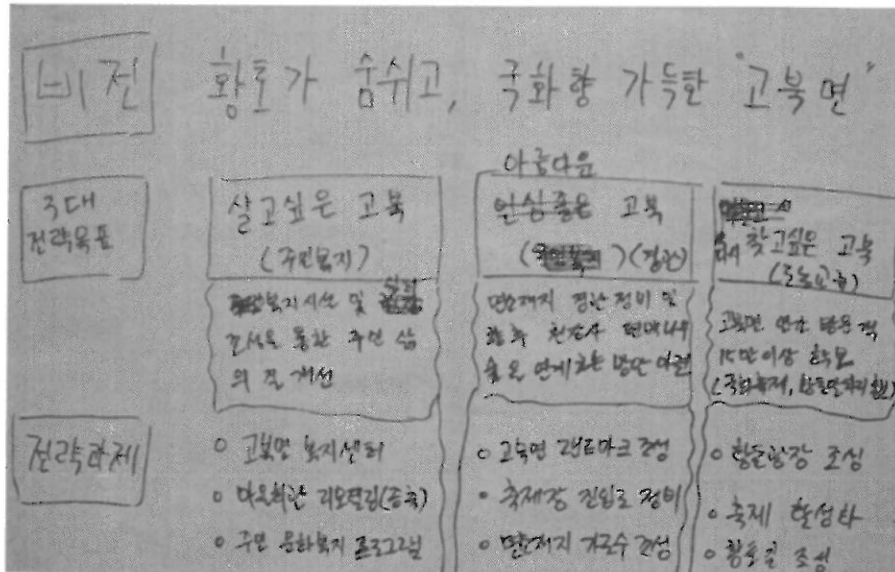 비전 황토가 숨쉬고, 국화향 가득한 "고북면"
3대
전략목표
살고싶은 고북
(주민복지)
복지시설 및
조성을 통한 주민 삶
의 질 개선
아름다운
인심좋은 고북
(경관)
면소재지 경관 정비 및
숲을 연계하는 방안 마련
다시 찾고싶은 고북
(도농교류)
고북면 연간 방문객
15만이상
전략과제
o 고북면 복지센터
o 마을회관 리모델링(증축)
o 주민 문화복지 프로그램
o 고북면 랜드마크 조성
o 축제장 진입로 정비
o 면소재지 가로수 조성
o 황토광장 조성
o 축제 활성화
o 황토길 조성